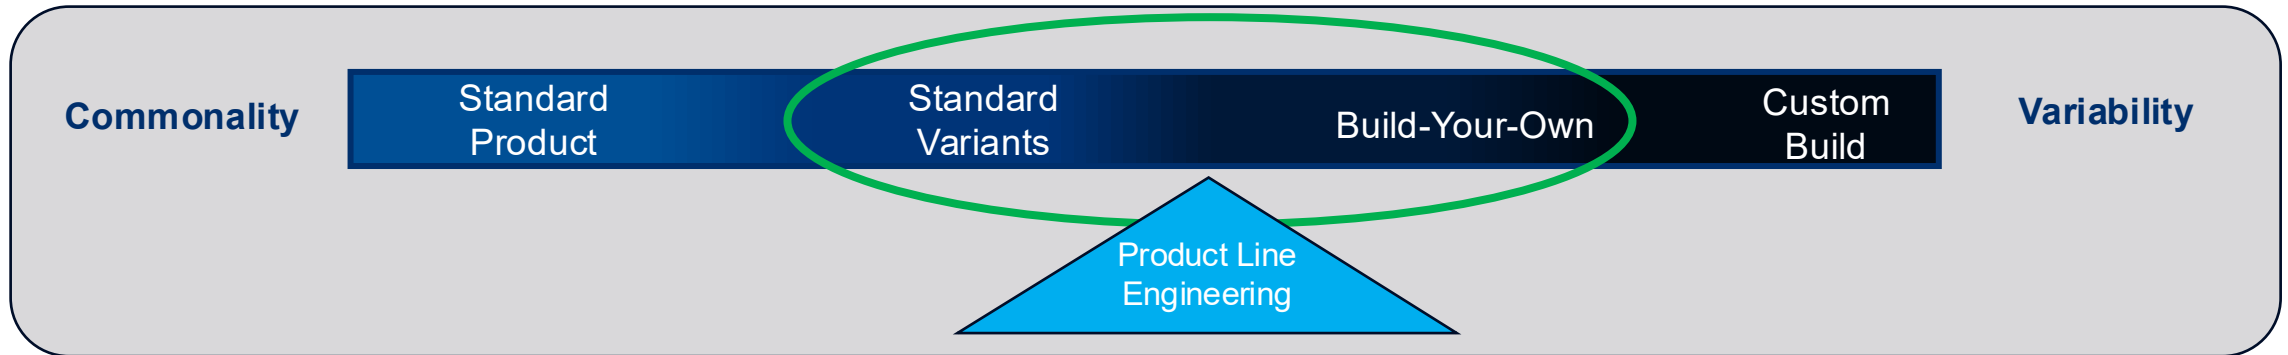 Commonality
Standard
Product
Standard
Variants
Build-Your-Own
Custom
Build
Variability
Product Line
Engineering